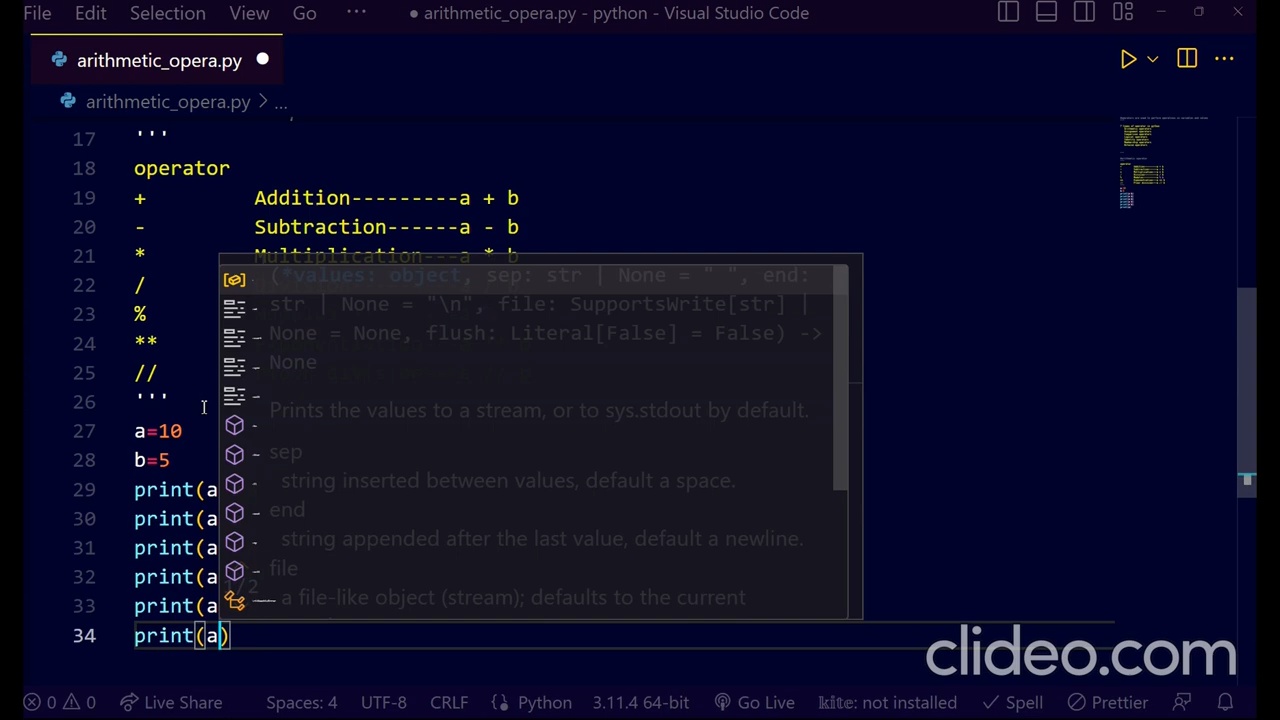 File Edit Selection View Go ··· ● arithmetic_opera.py - python - Visual Studio Code
arithmetic_opera.py ●
arithmetic_opera.py > ...
17 '''
18 operator
19 + Addition---------a + b
20 - Subtraction------a - b
21 * Multiplication---a * b
22 /
23 %
24 **
25 //
26 '''
27 a=10
28 b=5
29 print(a
30 print(a
31 print(a
32 print(a
33 print(a
34 print(a)
(*values: object, sep: str | None = " ", end:
str | None = "\n", file: SupportsWrite[str] |
None = None, flush: Literal[False] = False) ->
None
Prints the values to a stream, or to sys.stdout by default.
sep
string inserted between values, default a space.
end
string appended after the last value, default a newline.
file
1/2
a file-like object (stream); defaults to the current
clideo.com
0 0 Live Share Spaces: 4 UTF-8 CRLF Python 3.11.4 64-bit Go Live kite: not installed Spell Prettier